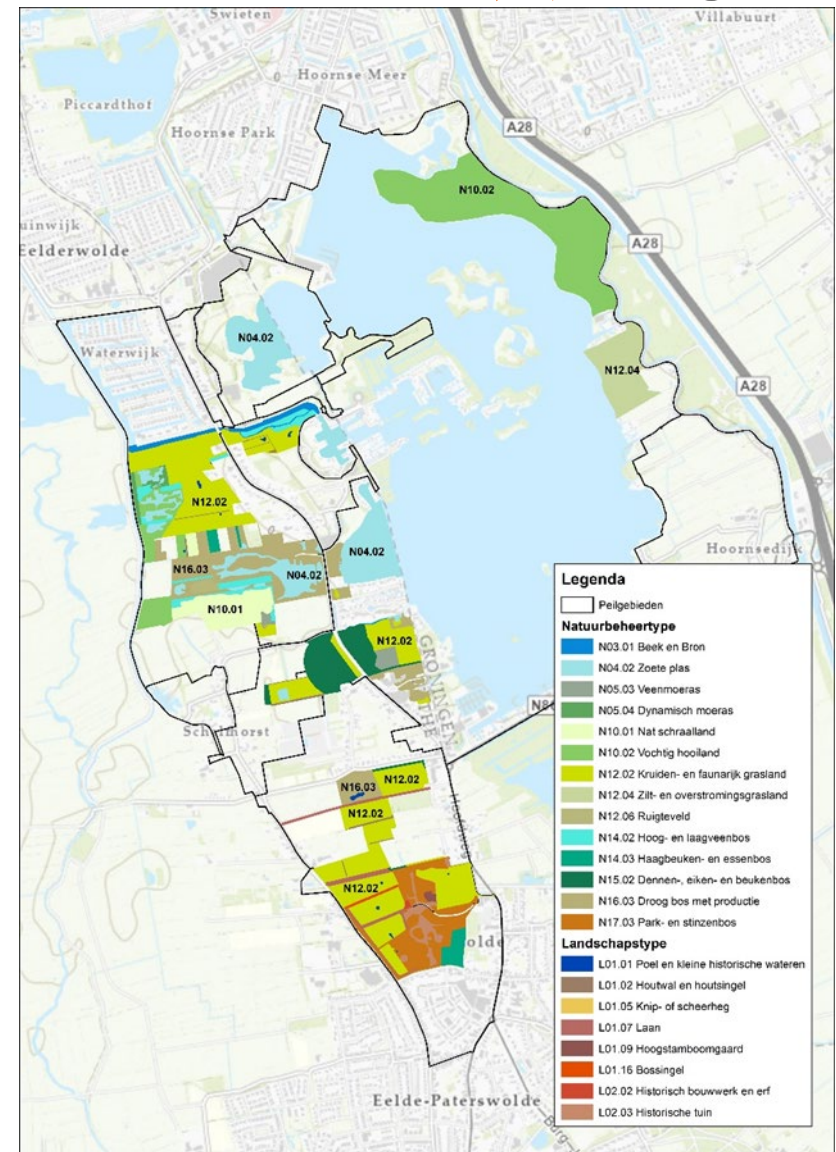 Swieten
Villabuurt
Hoornse Meer
Piccardthof
A28
Hoornse Park
N10.02
uinwijk
A28
Eelderwolde
N04.02
Waterwijk
N12.04
A28
N12.02
N04.02
Hoornsedijk
N16.03
N04.02
N10.01
N12.02
GRONINGEN
N8
N16.03
N12.02
N12.02
N12.02
olde
Eelde-Paterswolde
Legenda
Peilgebieden
Natuurbeheertype
N03.01 Beek en Bron
N04.02 Zoete plas
N05.03 Veenmoeras
N05.04 Dynamisch moeras
N10.01 Nat schraalland
N10.02 Vochtig hooiland
N12.02 Kruiden- en faunarijk grasland
N12.04 Zilt- en overstromingsgrasland
N12.06 Ruigteveld
N14.02 Hoog- en laagveenbos
N14.03 Haagbeuken- en essenbos
N15.02 Dennen-, eiken- en beukenbos
N16.03 Droog bos met productie
N17.03 Park- en stinzenbos
Landschapstype
L01.01 Poel en kleine historische wateren
L01.02 Houtwal en houtsingel
L01.05 Knip- of scheerheg
L01.07 Laan
L01.09 Hoogstamboomgaard
L01.16 Bossingel
L02.02 Historisch bouwwerk en erf
L02.03 Historische tuin